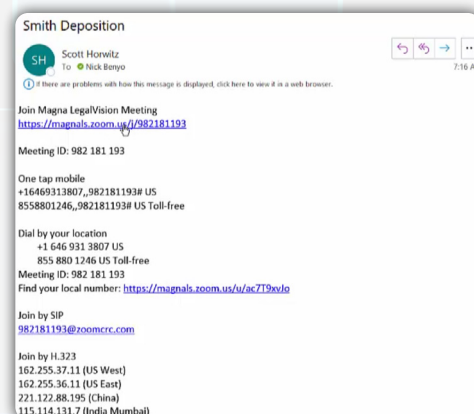 Smith Deposition
SH
Scott Horwitz
To Nick Benyo
7:16 A
If there are problems with how this message is displayed, click here to view it in a web browser.
Join Magna LegalVision Meeting
https://magnals.zoom.us/j/982181193
Meeting ID: 982 181 193
One tap mobile
+16469313807,,982181193# US
8558801246,,982181193# US Toll-free
Dial by your location
+1 646 931 3807 US
855 880 1246 US Toll-free
Meeting ID: 982 181 193
Find your local number: https://magnals.zoom.us/u/ac7T9xvJo
Join by SIP
982181193@zoomcrc.com
Join by H.323
162.255.37.11 (US West)
162.255.36.11 (US East)
221.122.88.195 (China)
115.114.131.7 (India Mumbai)